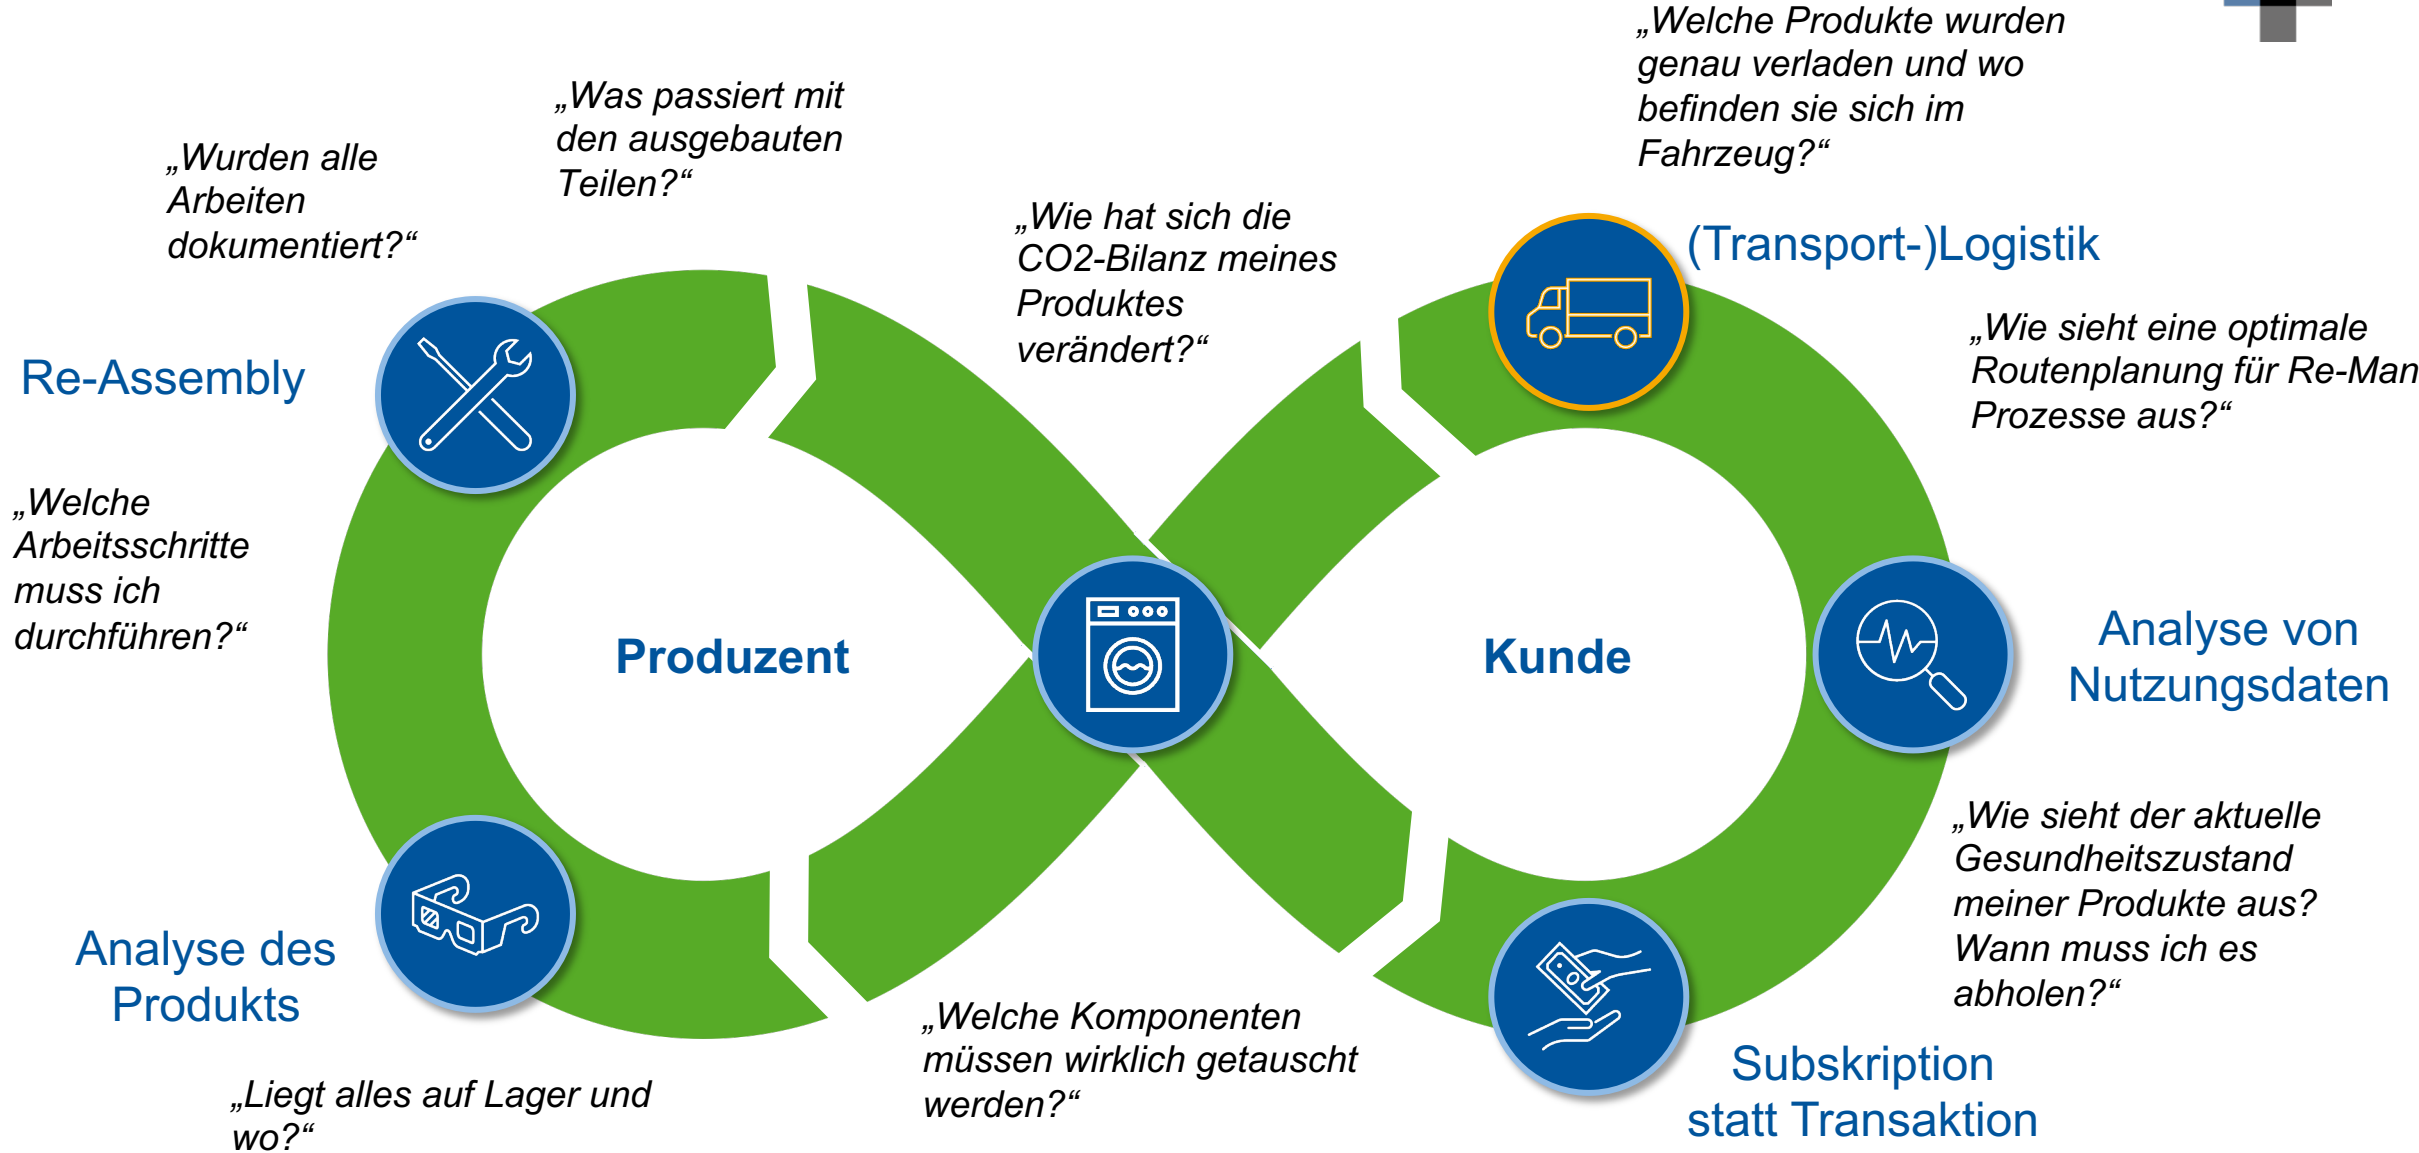 „Welche Produkte wurden
genau verladen und wo
befinden sie sich im
Fahrzeug?“
„Was passiert mit
den ausgebauten
Teilen?“
„Wurden alle
Arbeiten
dokumentiert?“
„Wie hat sich die
CO2-Bilanz meines
Produktes
verändert?“
(Transport-)Logistik
„Wie sieht eine optimale
Routenplanung für Re-Man
Prozesse aus?“
Re-Assembly
„Welche
Arbeitsschritte
muss ich
durchführen?“
Produzent
Kunde
Analyse von
Nutzungsdaten
„Wie sieht der aktuelle
Gesundheitszustand
meiner Produkte aus?
Wann muss ich es
abholen?“
Analyse des
Produkts
„Welche Komponenten
müssen wirklich getauscht
werden?“
Subskription
statt Transaktion
„Liegt alles auf Lager und
wo?“